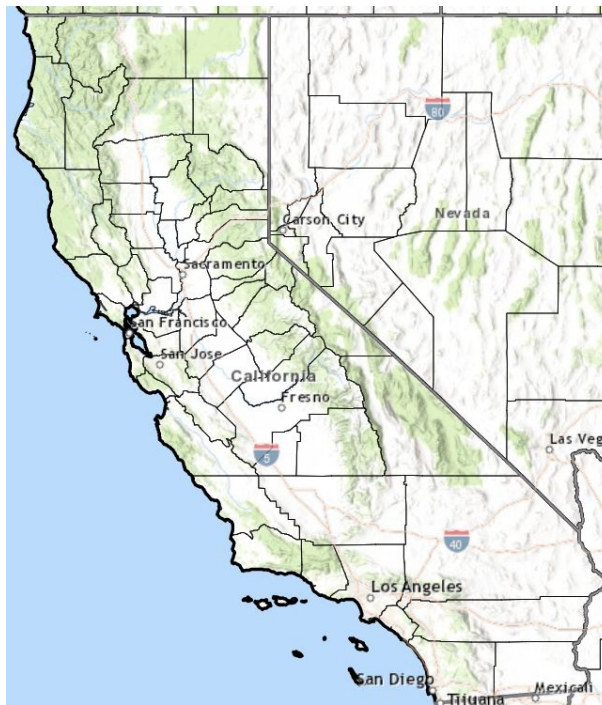 80
Carson City
Nevada
Sacramento
San Francisco
San Jose
California
Fresno
Las Veg
5
40
Los Angeles
San Diego
Tijuana
Mexicali